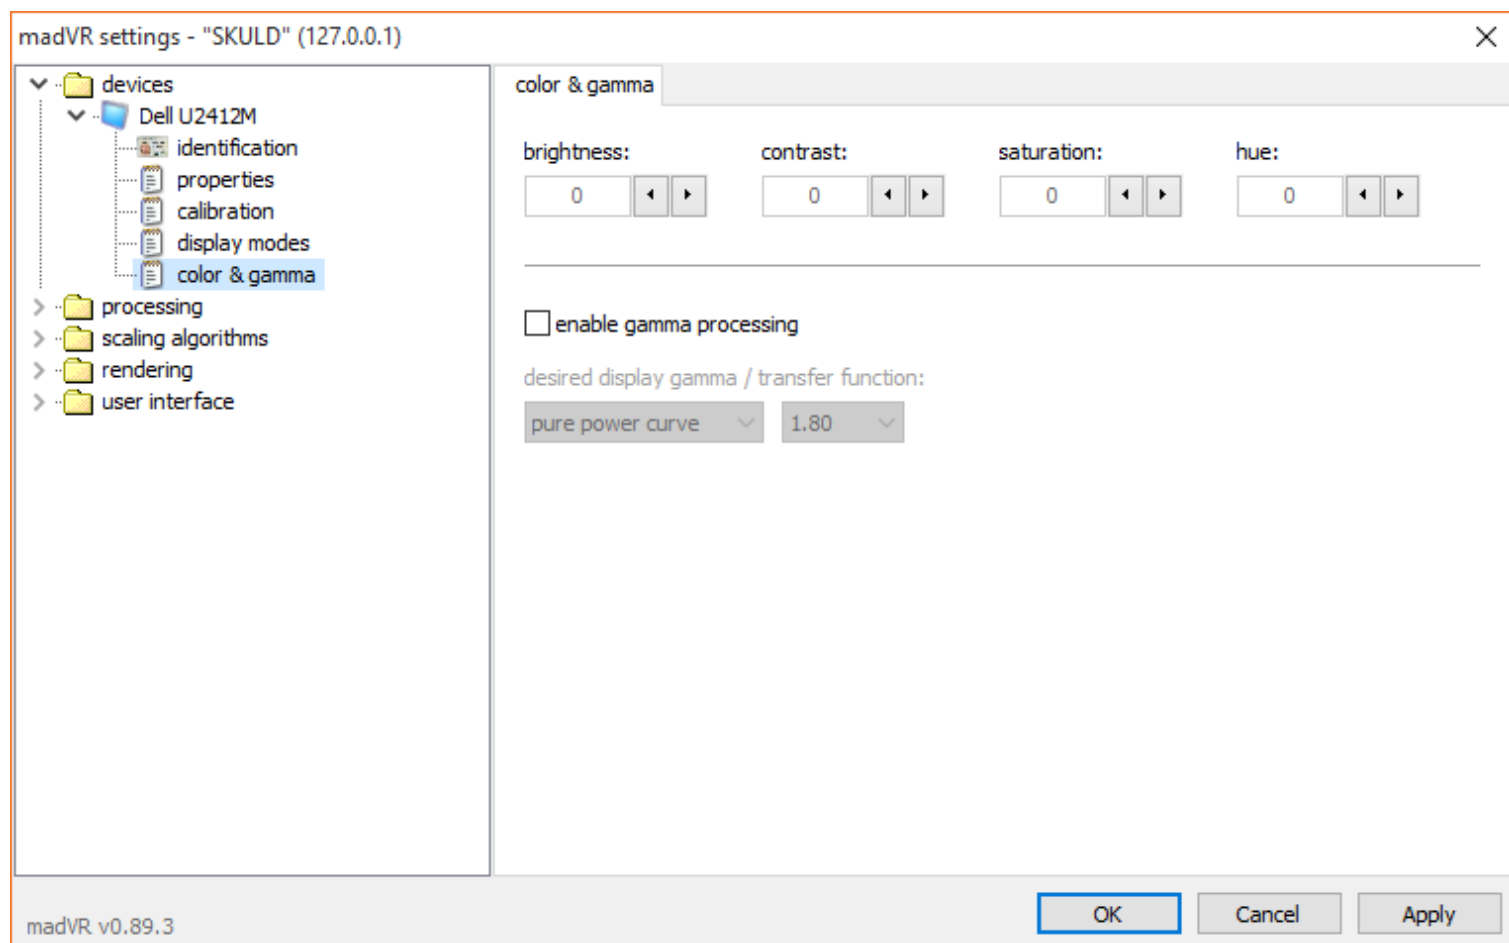 madVR settings - "SKULD" (127.0.0.1)
devices
Dell U2412M
identification
properties
calibration
display modes
color & gamma
processing
scaling algorithms
rendering
user interface
color & gamma
brightness: contrast: saturation: hue:
0 0 0 0
enable gamma processing
desired display gamma / transfer function:
pure power curve 1.80
madVR v0.89.3
OK Cancel Apply